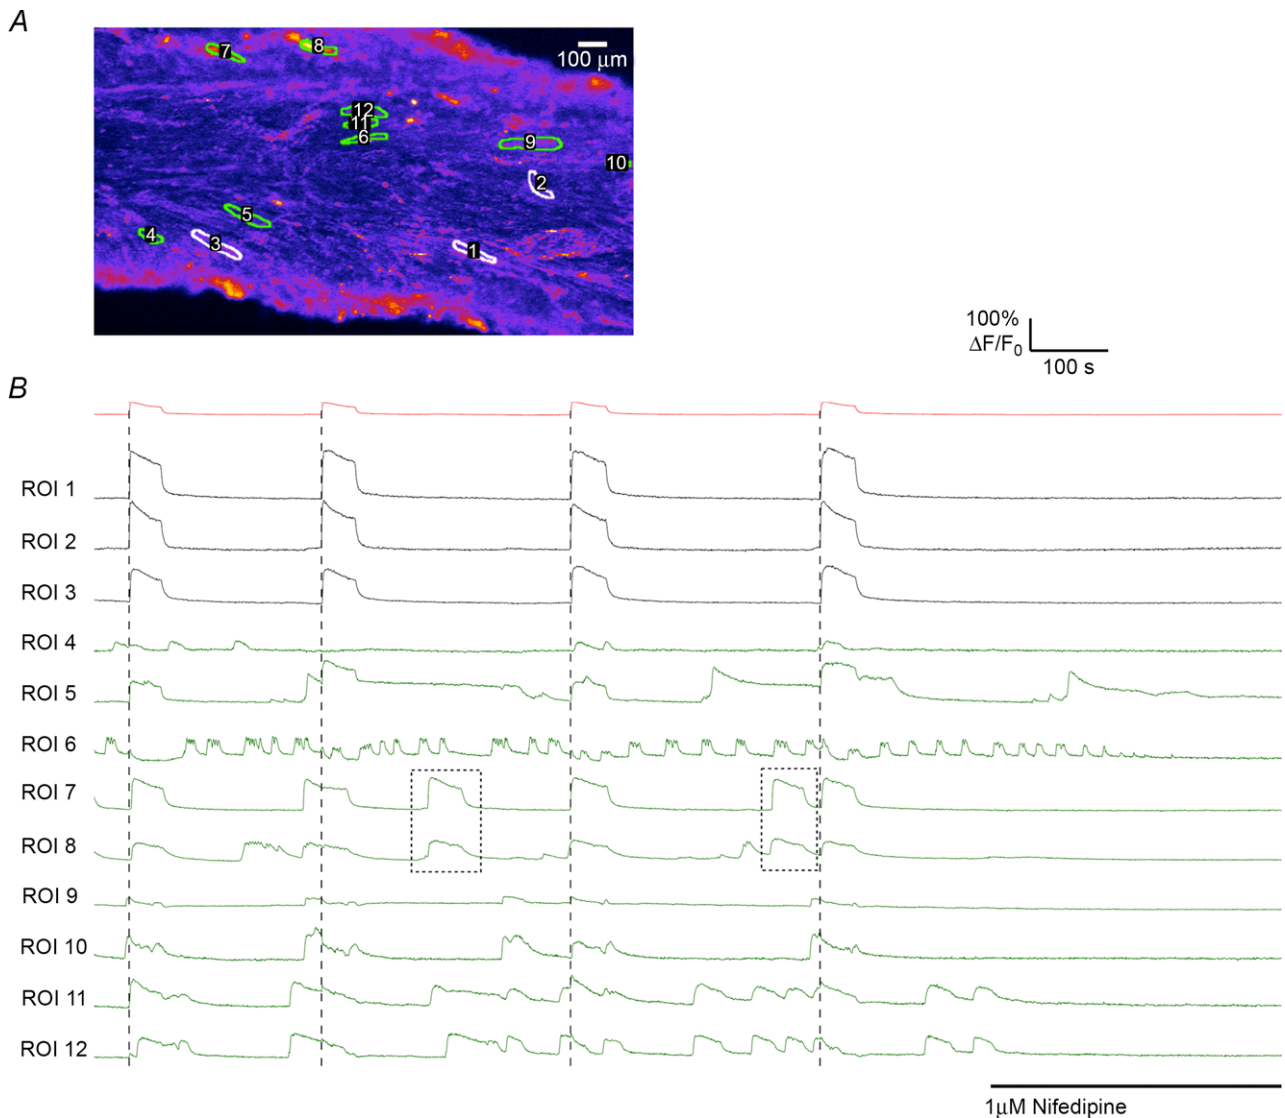 A
7
8
100 μm
12
11
6
9
10
2
5
4
3
1
100%
ΔF/F0
100 s
B
ROI 1
ROI 2
ROI 3
ROI 4
ROI 5
ROI 6
ROI 7
ROI 8
ROI 9
ROI 10
ROI 11
ROI 12
1μM Nifedipine